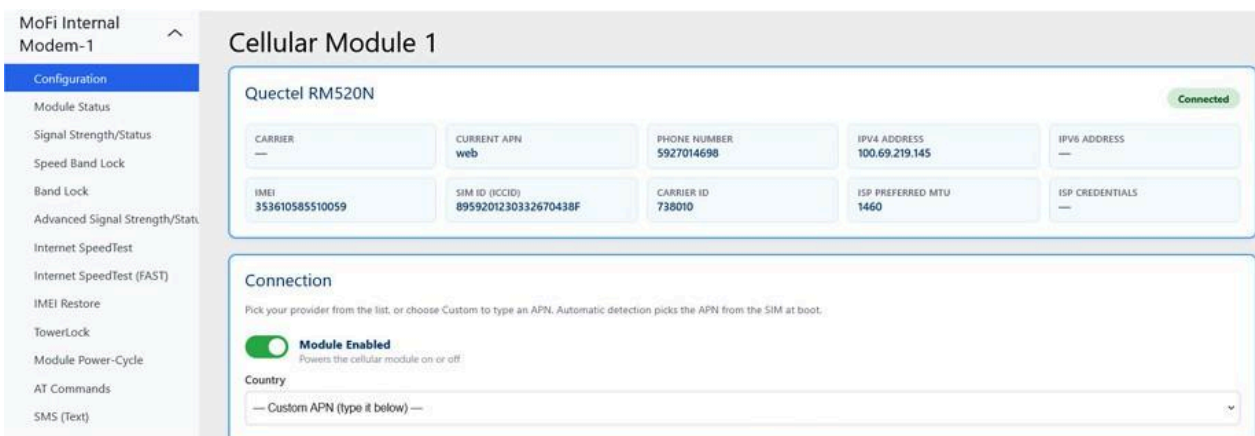 MoFi Internal
Modem-1
Configuration
Module Status
Signal Strength/Status
Speed Band Lock
Band Lock
Advanced Signal Strength/Statu
Internet SpeedTest
Internet SpeedTest (FAST)
IMEI Restore
TowerLock
Module Power-Cycle
AT Commands
SMS (Text)
Cellular Module 1
Quectel RM520N
Connected
CARRIER
—
CURRENT APN
web
PHONE NUMBER
5927014698
IPV4 ADDRESS
100.69.219.145
IPV6 ADDRESS
—
IMEI
353610585510059
SIM ID (ICCID)
8959201230332670438F
CARRIER ID
738010
ISP PREFERRED MTU
1460
ISP CREDENTIALS
—
Connection
Pick your provider from the list, or choose Custom to type an APN. Automatic detection picks the APN from the SIM at boot.
Module Enabled
Powers the cellular module on or off
Country
— Custom APN (type it below) —